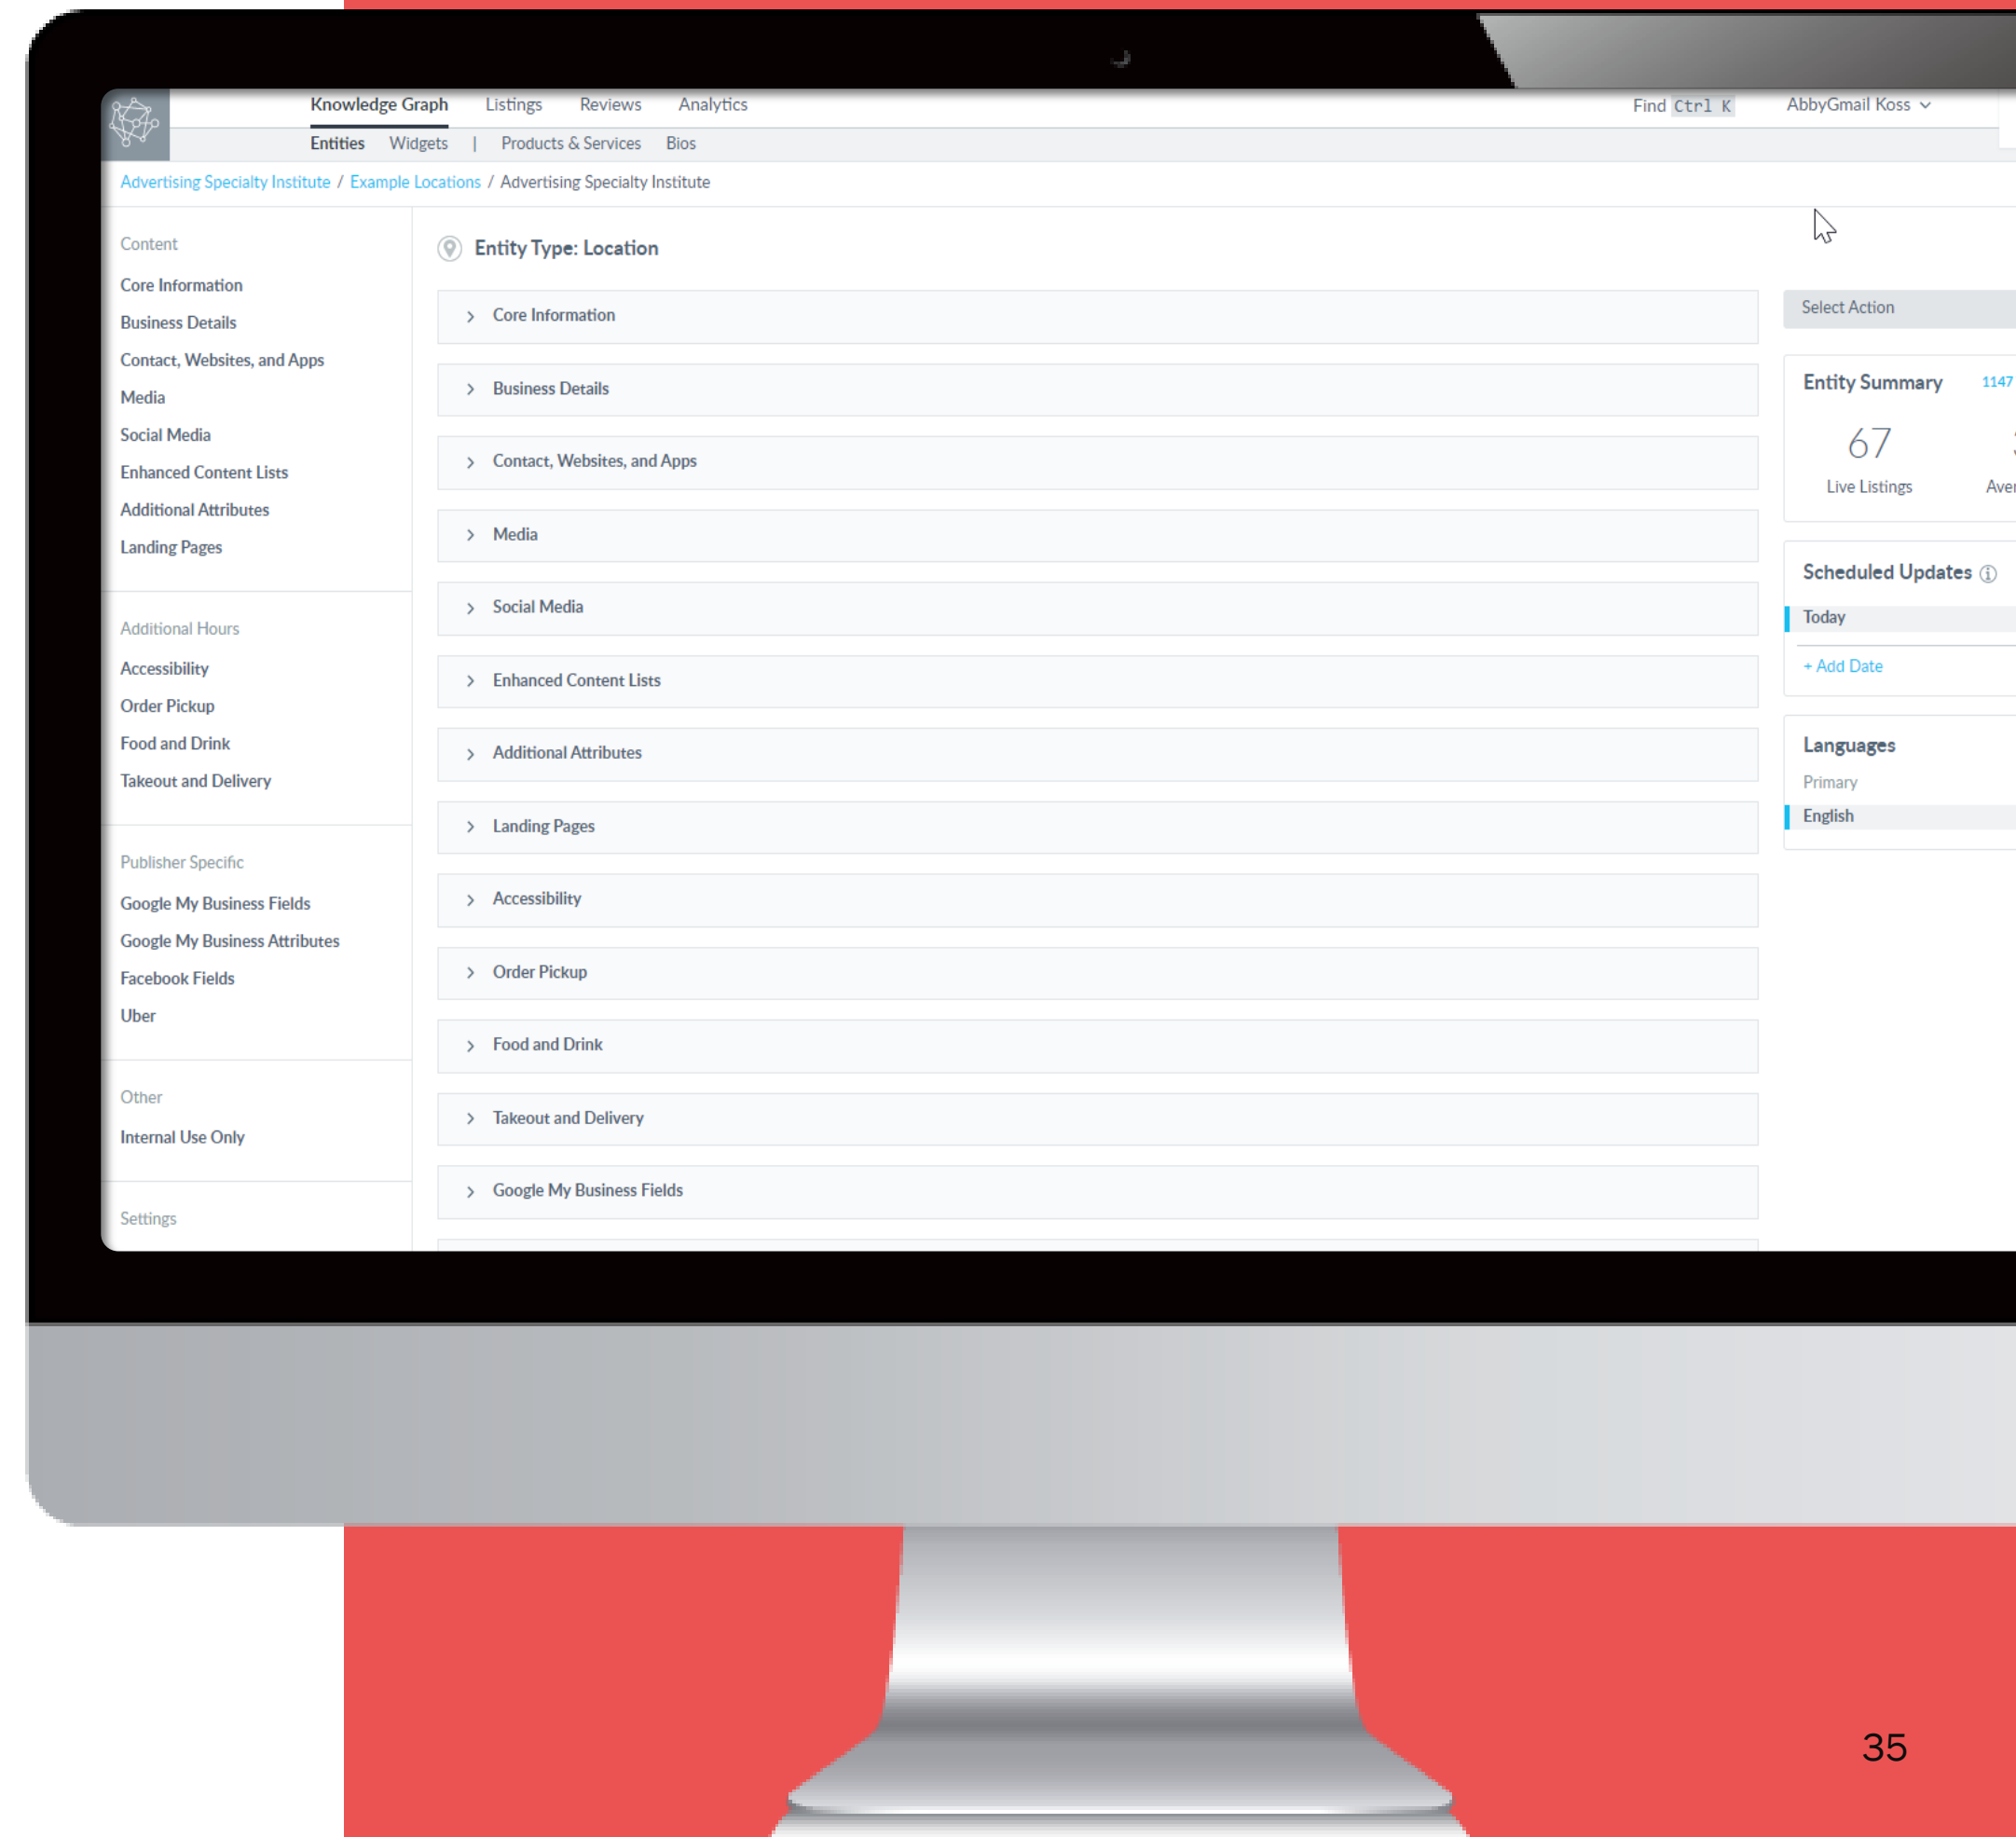 Knowledge Graph Listings Reviews Analytics Find Ctrl K AbbyGmail Koss
Entities Widgets | Products & Services Bios
Advertising Specialty Institute / Example Locations / Advertising Specialty Institute
Content
Core Information
Business Details
Contact, Websites, and Apps
Media
Social Media
Enhanced Content Lists
Additional Attributes
Landing Pages
Additional Hours
Accessibility
Order Pickup
Food and Drink
Takeout and Delivery
Publisher Specific
Google My Business Fields
Google My Business Attributes
Facebook Fields
Uber
Other
Internal Use Only
Settings
Entity Type: Location
Core Information
Business Details
Contact, Websites, and Apps
Media
Social Media
Enhanced Content Lists
Additional Attributes
Landing Pages
Accessibility
Order Pickup
Food and Drink
Takeout and Delivery
Google My Business Fields
Select Action
Entity Summary 1147
67
Live Listings
Scheduled Updates
Today
+ Add Date
Languages
Primary
English
35